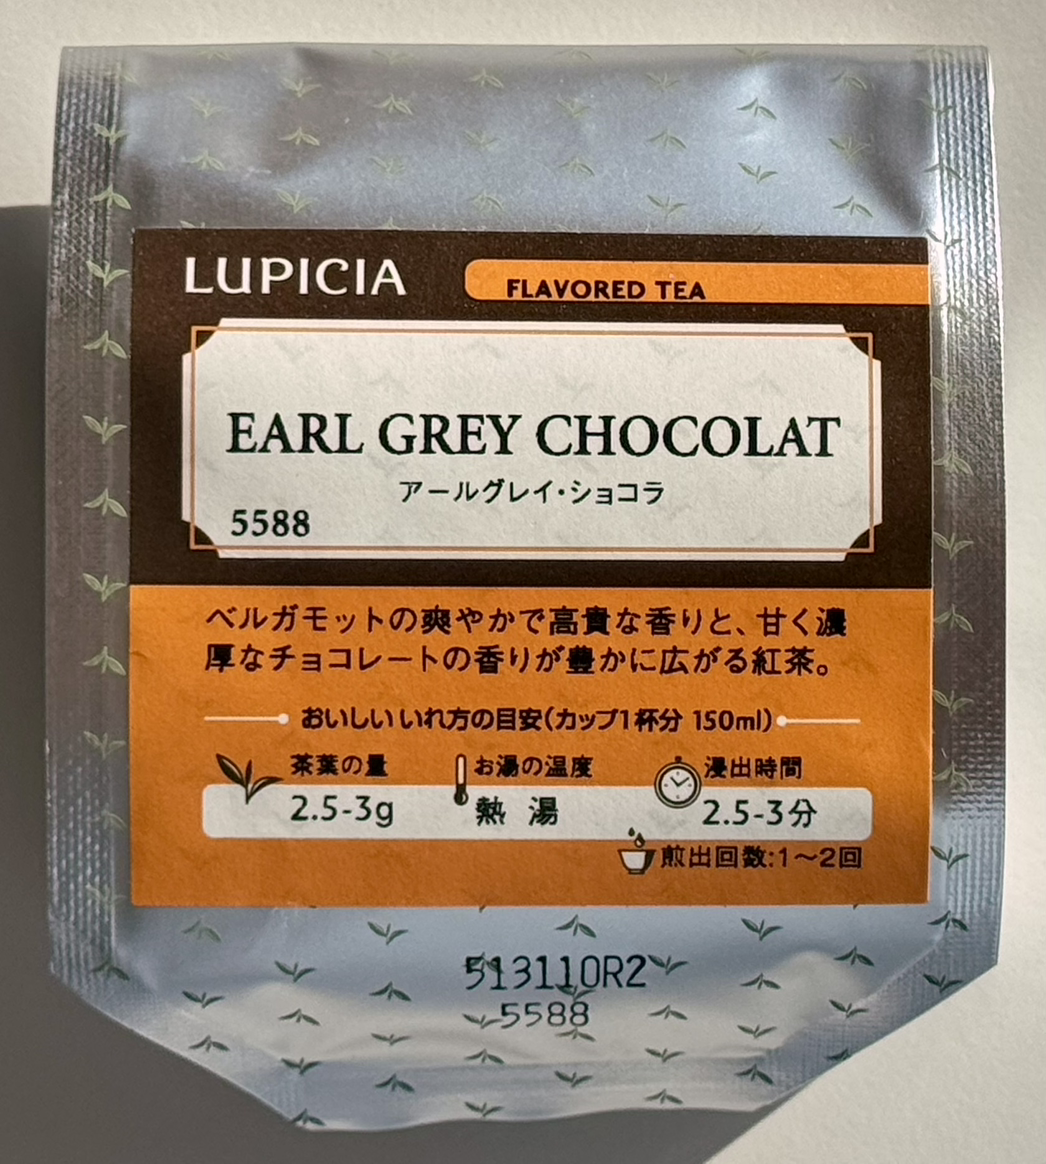 LUPICIA
FLAVORED TEA
EARL GREY CHOCOLAT
アールグレイ・ショコラ
5588
ベルガモットの爽やかで高貴な香りと、甘く濃
厚なチョコレートの香りが豊かに広がる紅茶。
おいしいいれ方の目安(カップ1杯分 150ml)
茶葉の量
2.5-3g
お湯の温度
熱湯
浸出時間
2.5-3分
煎出回数:1～2回
513110R2
5588